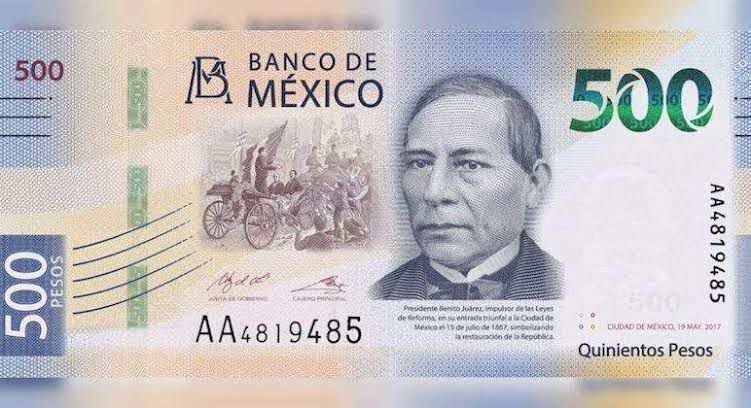 500
BANCO DE
MÉXICO
500
500
PESOS
JUNTA DE GOBIERNO
CAJERO PRINCIPAL
AA4819485
AA4819485
Presidente Benito Juárez, impulsor de las Leyes
de Reforma, en su entrada triunfal a la Ciudad de
México el 15 de julio de 1867, simbolizando
la restauración de la República.
500
CIUDAD DE MÉXICO, 19 MAY. 2017
Quinientos Pesos